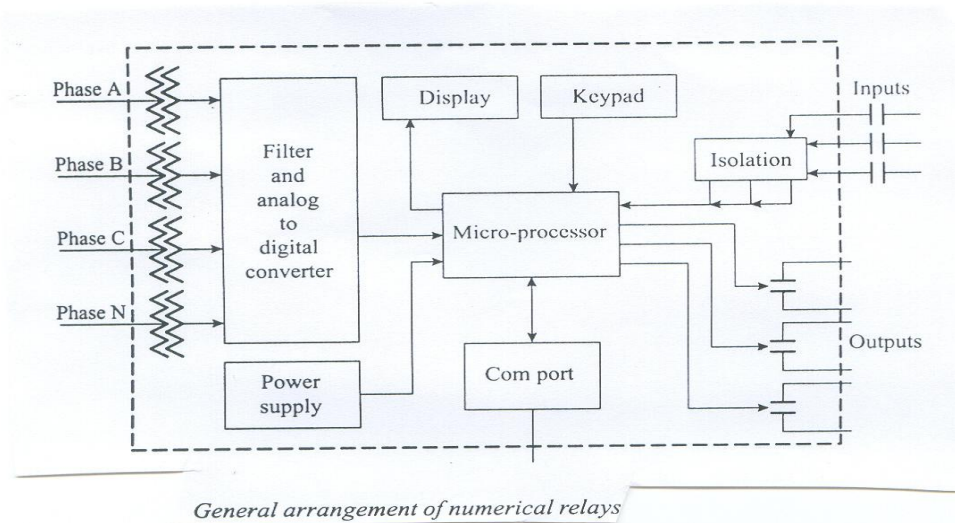 Phase A
Phase B
Phase C
Phase N
Filter
and
analog
to
digital
converter
Power
supply
Display
Keypad
Micro-processor
Com port
Isolation
Inputs
Outputs
General arrangement of numerical relays